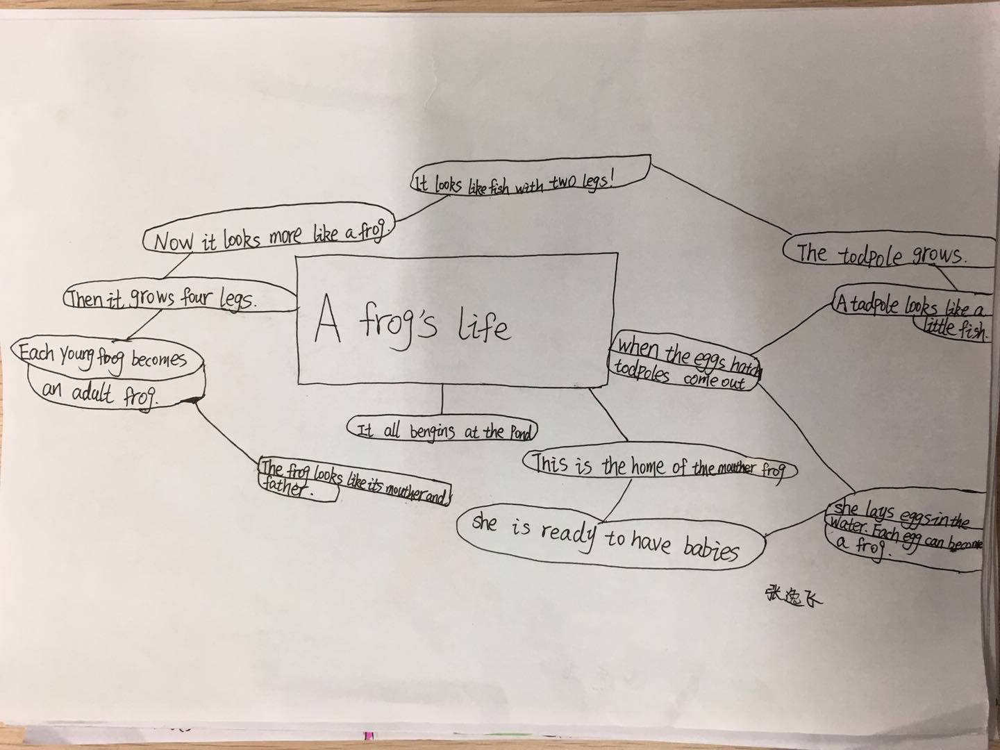 It looks like fish with two legs!
Now it looks more like a frog.
The todpole grows.
Then it grows four legs.
A frog's life
A tadpole looks like a
little fish.
Each young frog becomes
an adult frog.
when the eggs hatch
todpoles come out
It all bengins at the Pond
This is the home of the mouther frog
The frog looks like its mouther and
father.
she is ready to have babies
she lays eggs in the
water. Each egg can become
a frog.
张逸飞